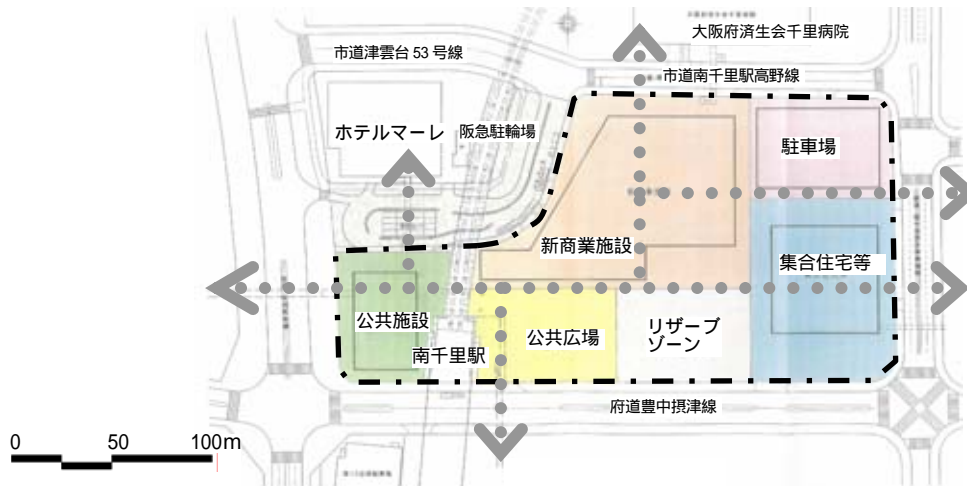 大阪府済生会千里病院
市道津雲台53号線
市道南千里駅高野線
ホテルマーレ
阪急駐輪場
駐車場
新商業施設
集合住宅等
公共施設
公共広場
リザーブ
ゾーン
南千里駅
府道豊中摂津線
0 50 100m